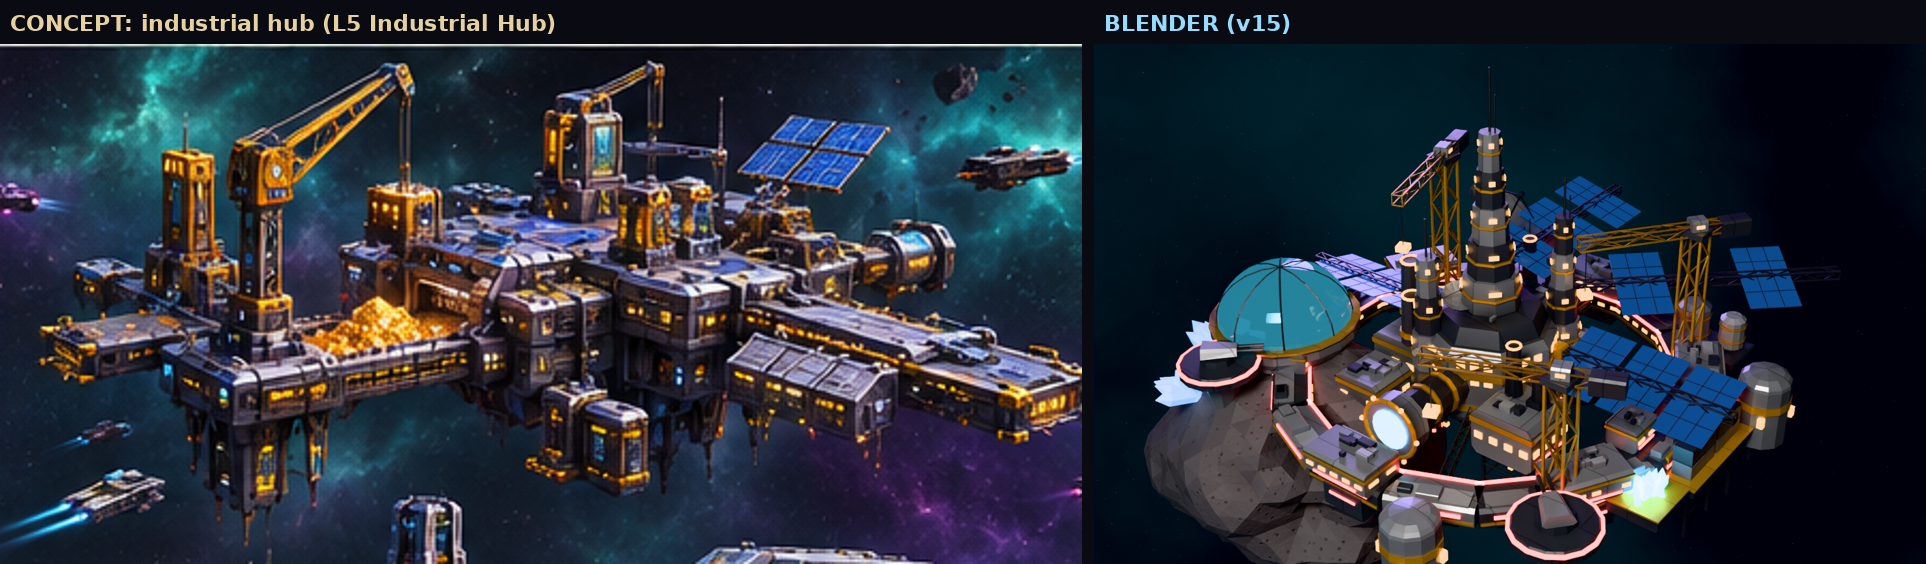 CONCEPT: industrial hub (L5 Industrial Hub)
BLENDER (v15)